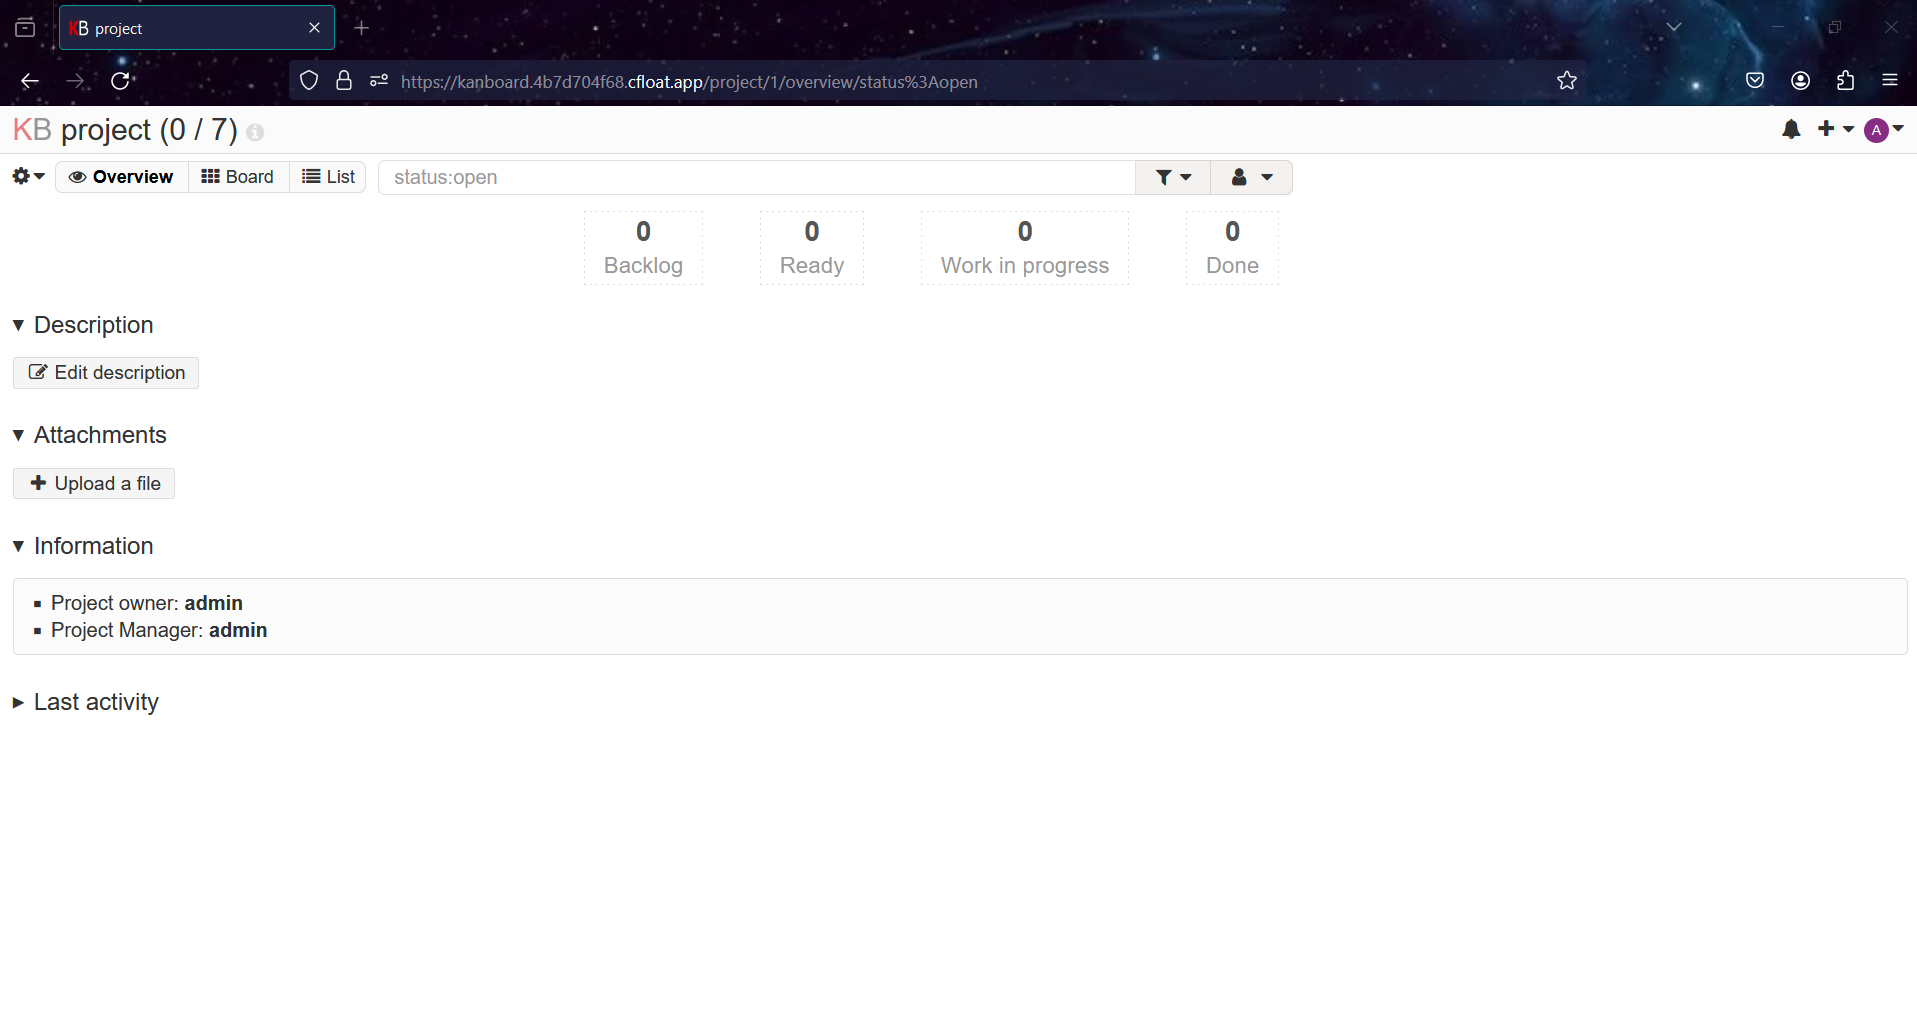 KB project
https://kanboard.4b7d704f68.cfloat.app/project/1/overview/status%3Aopen
KB project (0 / 7)
A
Overview Board List status:open
0 0 0 0
Backlog Ready Work in progress Done
Description
Edit description
Attachments
Upload a file
Information
Project owner: admin
Project Manager: admin
Last activity